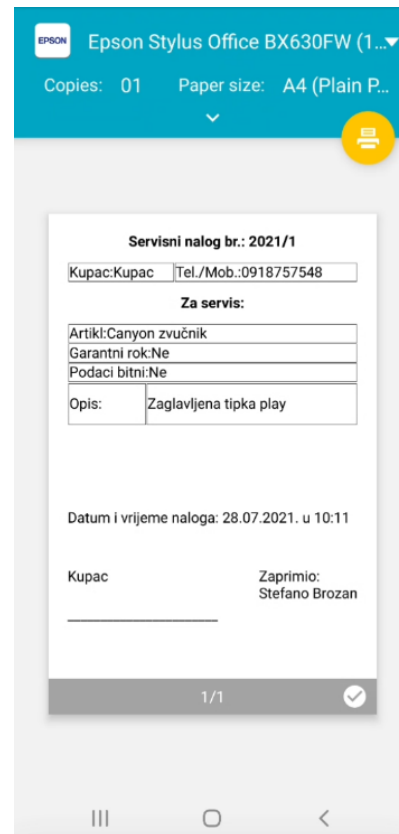 EPSON Epson Stylus Office BX630FW (1...
Copies: 01 Paper size: A4 (Plain P...
Servisni nalog br.: 2021/1
Kupac:Kupac Tel./Mob.:0918757548
Za servis:
Artikl:Canyon zvučnik
Garantni rok:Ne
Podaci bitni:Ne
Opis: Zaglavljena tipka play
Datum i vrijeme naloga: 28.07.2021. u 10:11
Kupac Zaprimio:
Stefano Brozan
1/1